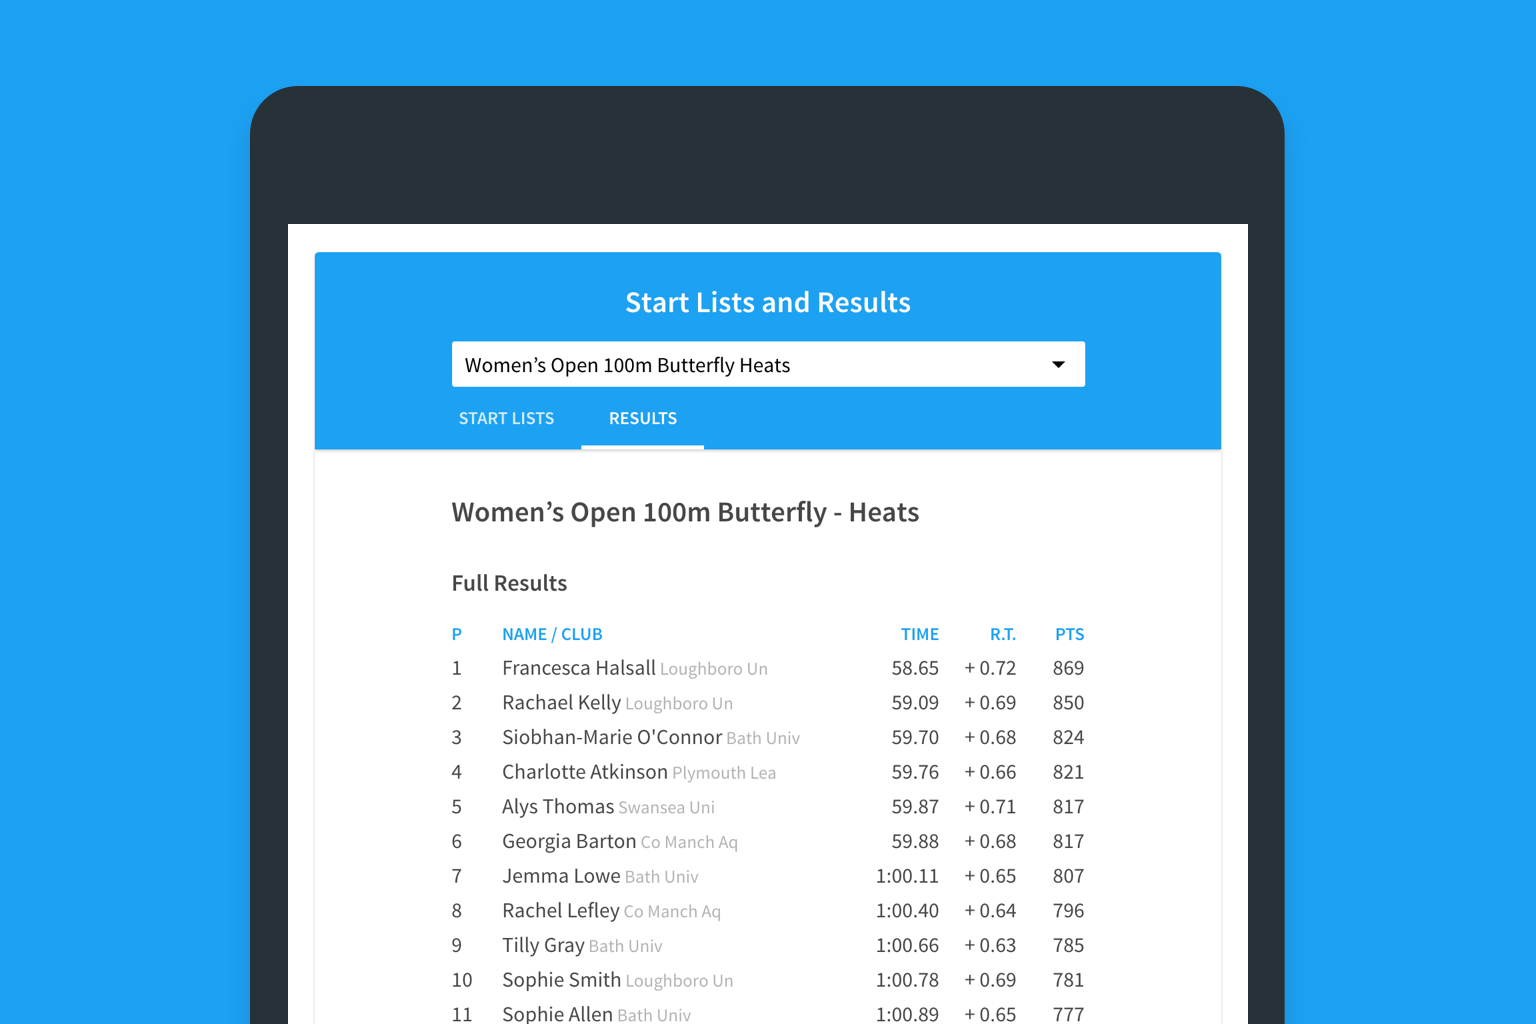 Start Lists and Results
Women’s Open 100m Butterfly Heats
START LISTS RESULTS
Women’s Open 100m Butterfly - Heats
Full Results
P NAME / CLUB TIME R.T. PTS
1 Francesca Halsall Loughboro Un 58.65 + 0.72 869
2 Rachael Kelly Loughboro Un 59.09 + 0.69 850
3 Siobhan-Marie O'Connor Bath Univ 59.70 + 0.68 824
4 Charlotte Atkinson Plymouth Lea 59.76 + 0.66 821
5 Alys Thomas Swansea Uni 59.87 + 0.71 817
6 Georgia Barton Co Manch Aq 59.88 + 0.68 817
7 Jemma Lowe Bath Univ 1:00.11 + 0.65 807
8 Rachel Lefley Co Manch Aq 1:00.40 + 0.64 796
9 Tilly Gray Bath Univ 1:00.66 + 0.63 785
10 Sophie Smith Loughboro Un 1:00.78 + 0.69 781
11 Sophie Allen Bath Univ 1:00.89 + 0.65 777